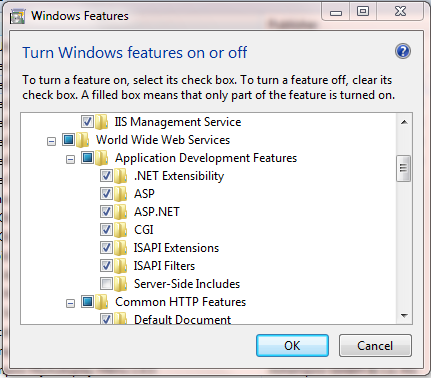 Windows Features
Turn Windows features on or off
To turn a feature on, select its check box. To turn a feature off, clear its
check box. A filled box means that only part of the feature is turned on.
IIS Management Service
World Wide Web Services
Application Development Features
.NET Extensibility
ASP
ASP.NET
CGI
ISAPI Extensions
ISAPI Filters
Server-Side Includes
Common HTTP Features
Default Document
OK
Cancel